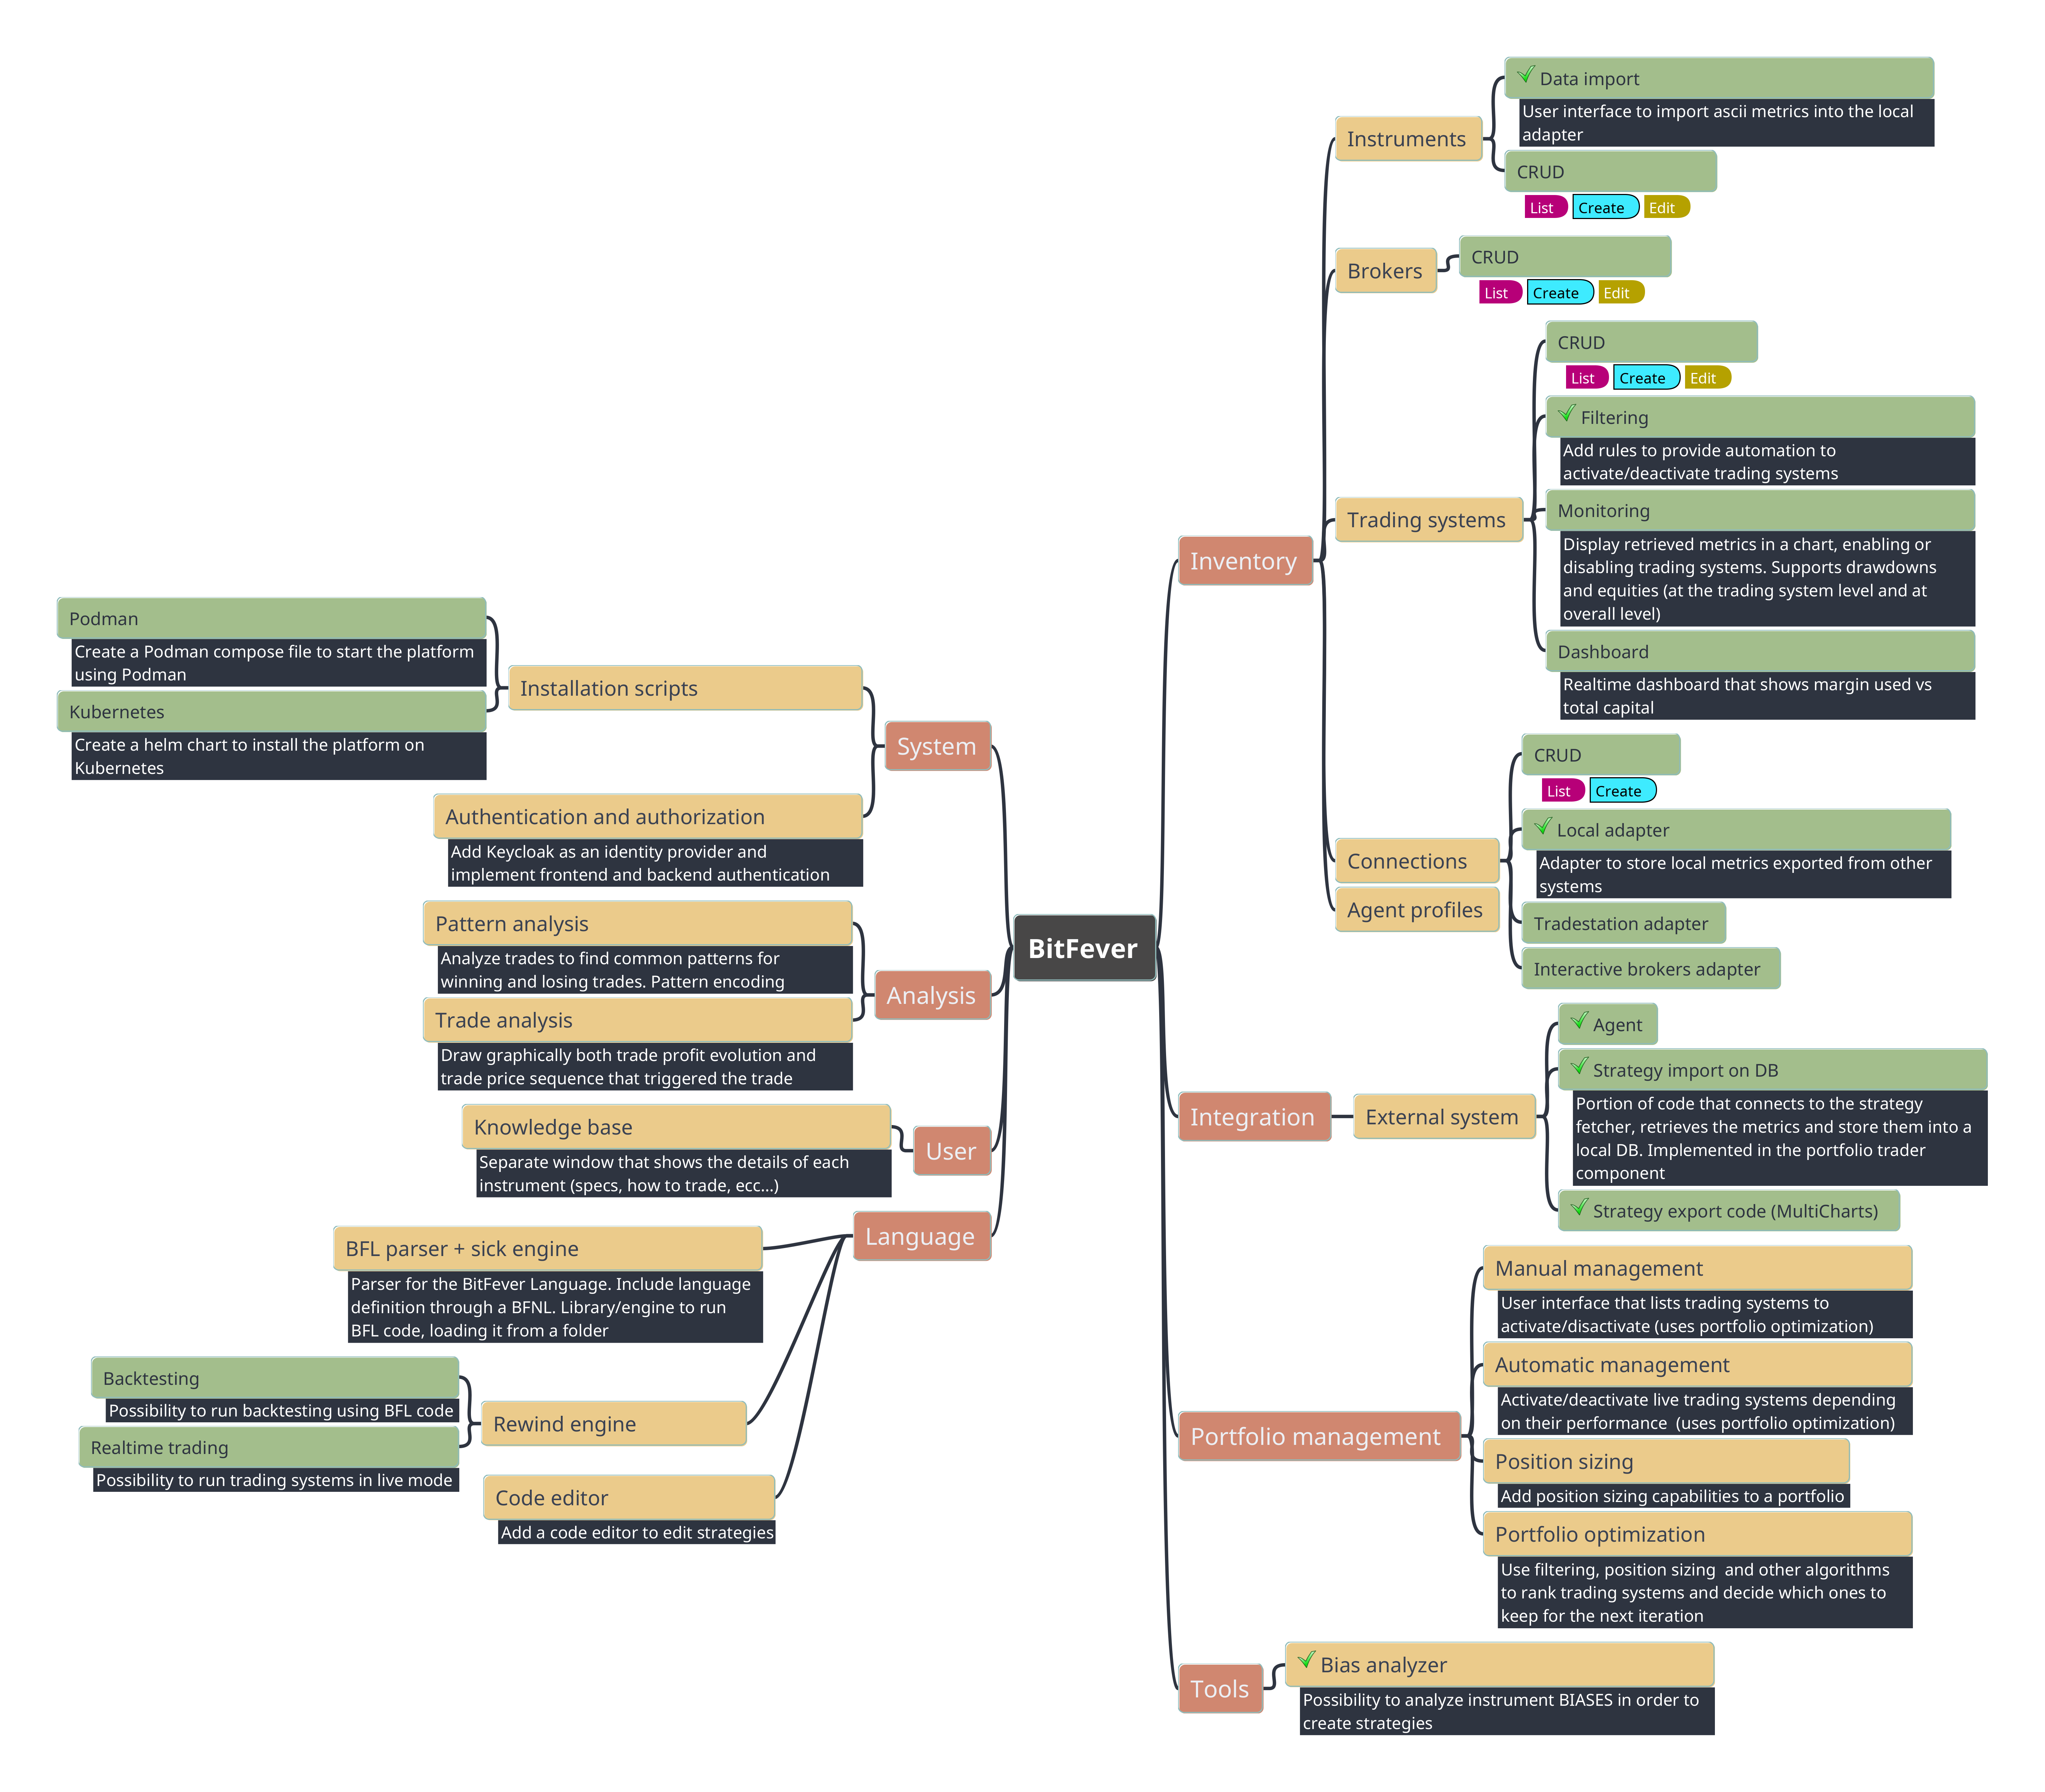 BitFever
Inventory
Instruments
Data import
User interface to import ascii metrics into the local
adapter
CRUD
List Create Edit
Brokers
CRUD
List Create Edit
Trading systems
CRUD
List Create Edit
Filtering
Add rules to provide automation to
activate/deactivate trading systems
Monitoring
Display retrieved metrics in a chart, enabling or
disabling trading systems. Supports drawdowns
and equities (at the trading system level and at
overall level)
Dashboard
Realtime dashboard that shows margin used vs
total capital
Connections
CRUD
List Create
Local adapter
Adapter to store local metrics exported from other
systems
Tradestation adapter
Interactive brokers adapter
Agent profiles
Integration
External system
Agent
Strategy import on DB
Portion of code that connects to the strategy
fetcher, retrieves the metrics and store them into a
local DB. Implemented in the portfolio trader
component
Strategy export code (MultiCharts)
Portfolio management
Manual management
User interface that lists trading systems to
activate/disactivate (uses portfolio optimization)
Automatic management
Activate/deactivate live trading systems depending
on their performance  (uses portfolio optimization)
Position sizing
Add position sizing capabilities to a portfolio
Portfolio optimization
Use filtering, position sizing  and other algorithms
to rank trading systems and decide which ones to
keep for the next iteration
Tools
Bias analyzer
Possibility to analyze instrument BIASES in order to
create strategies
System
Installation scripts
Podman
Create a Podman compose file to start the platform
using Podman
Kubernetes
Create a helm chart to install the platform on
Kubernetes
Authentication and authorization
Add Keycloak as an identity provider and
implement frontend and backend authentication
Analysis
Pattern analysis
Analyze trades to find common patterns for
winning and losing trades. Pattern encoding
Trade analysis
Draw graphically both trade profit evolution and
trade price sequence that triggered the trade
User
Knowledge base
Separate window that shows the details of each
instrument (specs, how to trade, ecc...)
Language
BFL parser + sick engine
Parser for the BitFever Language. Include language
definition through a BFNL. Library/engine to run
BFL code, loading it from a folder
Rewind engine
Backtesting
Possibility to run backtesting using BFL code
Realtime trading
Possibility to run trading systems in live mode
Code editor
Add a code editor to edit strategies